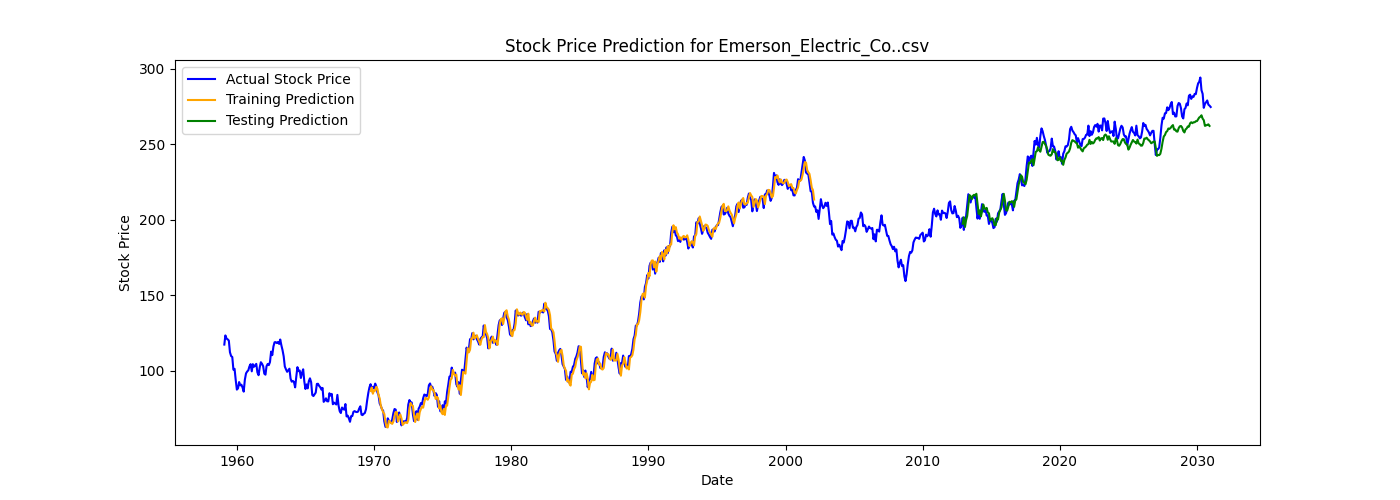 Stock Price Prediction for Emerson_Electric_Co..csv
Actual Stock Price
Training Prediction
Testing Prediction
Stock Price
300
250
200
150
100
1960 1970 1980 1990 2000 2010 2020 2030
Date